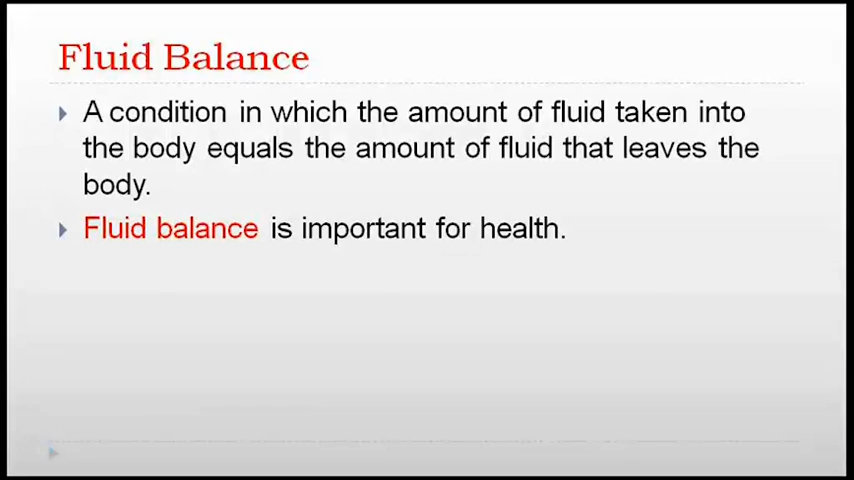 Fluid Balance
A condition in which the amount of fluid taken into
the body equals the amount of fluid that leaves the
body.
Fluid balance is important for health.